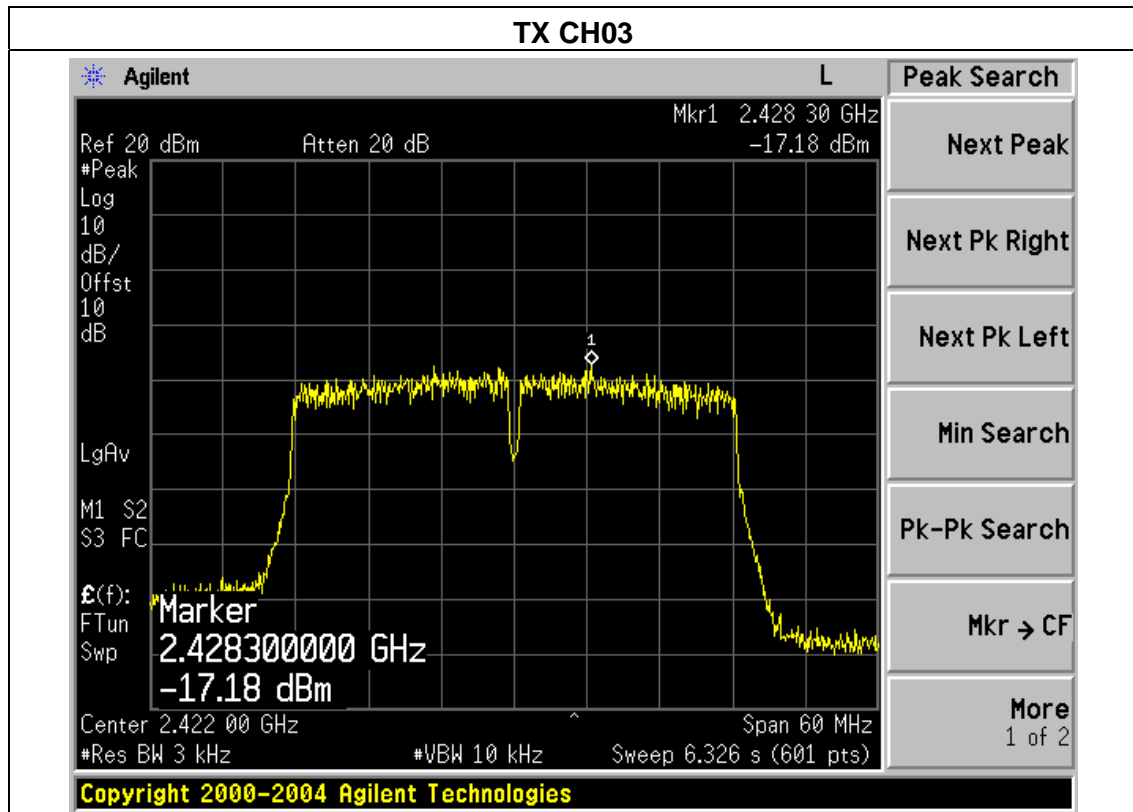 TX CH03
Agilent L Peak Search
Mkr1 2.428 30 GHz
Ref 20 dBm Atten 20 dB -17.18 dBm
#Peak
Log
10
dB/
Offst
10
dB
1
LgAv
M1 S2
S3 FC
£(f):
FTun
Swp
Marker
2.428300000 GHz
-17.18 dBm
Center 2.422 00 GHz ^ Span 60 MHz
#Res BW 3 kHz #VBW 10 kHz Sweep 6.326 s (601 pts)
Next Peak
Next Pk Right
Next Pk Left
Min Search
Pk-Pk Search
Mkr → CF
More
1 of 2
Copyright 2000-2004 Agilent Technologies